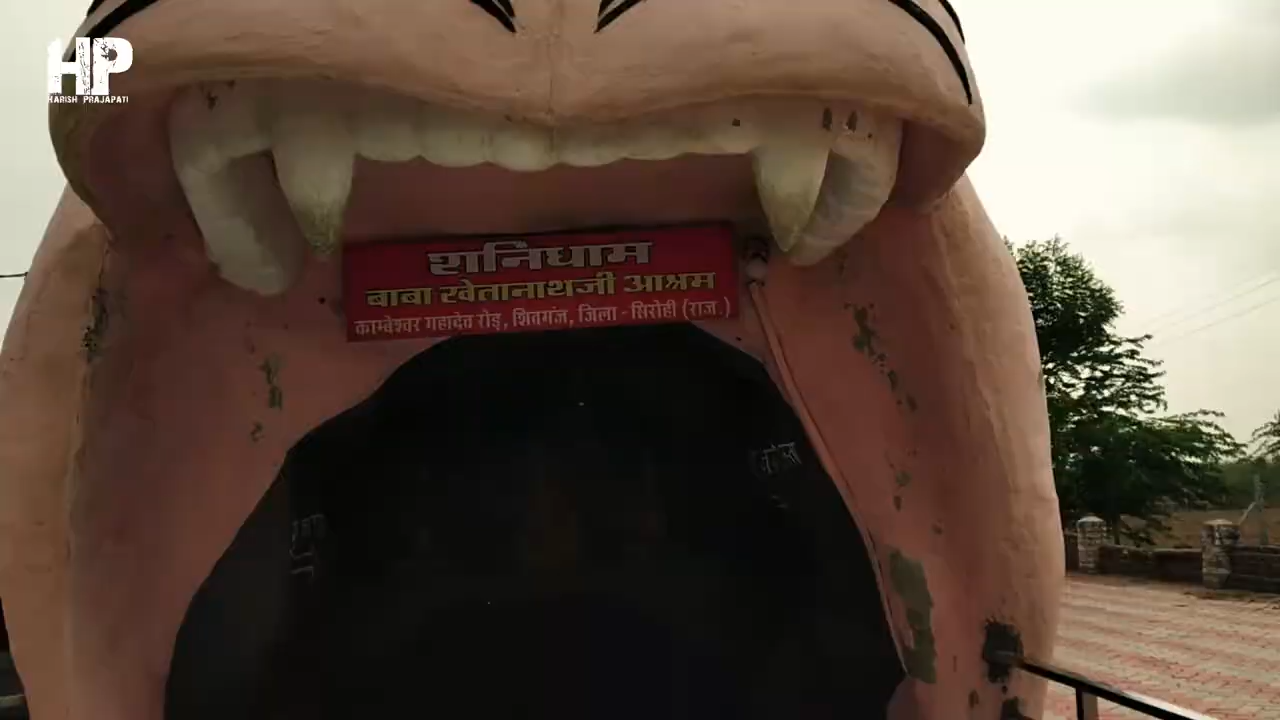 HP
HARISH PRAJAPATI
शनिधाम
बाबा खेतानाथजी आश्रम
काम्बेश्वर महादेव रोड़, शिवगंज, जिला - सिरोही (राज.)